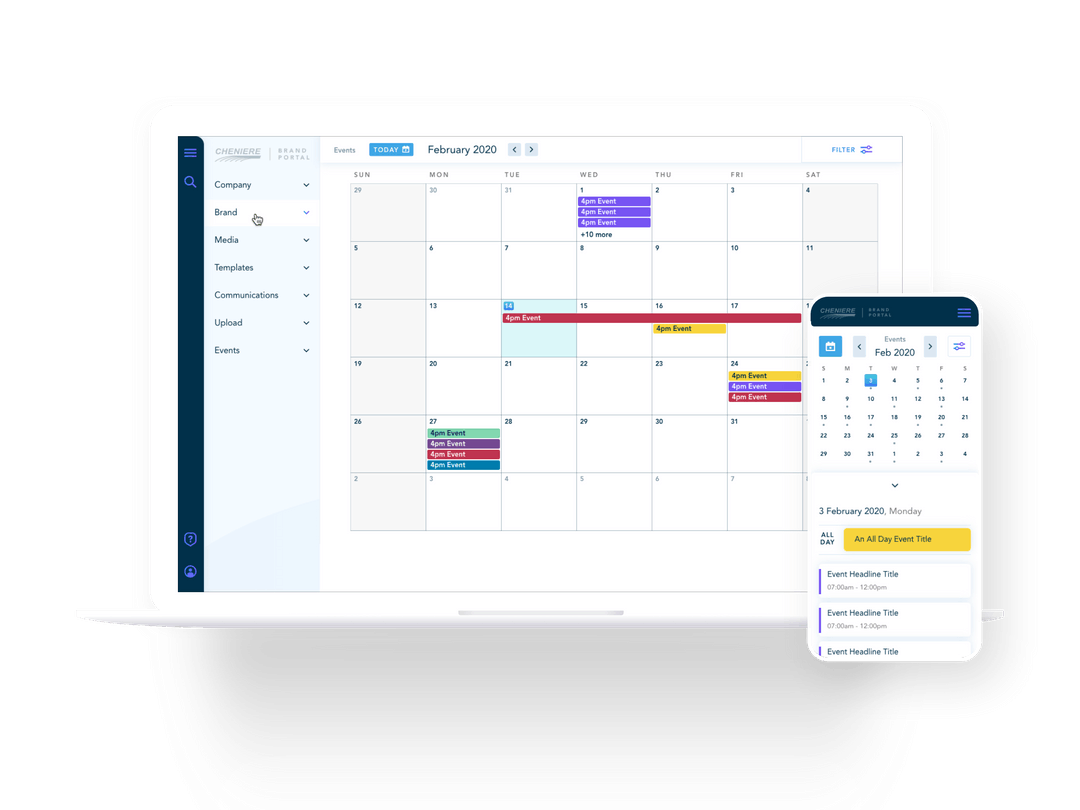 CHENIERE BRAND PORTAL
Company
Brand
Media
Templates
Communications
Upload
Events
Events TODAY February 2020 FILTER
SUN MON TUE WED THU FRI SAT
29 30 31 1 2 3 4
4pm Event
4pm Event
4pm Event
+10 more
5 6 7 8 9 10 11
12 13 14 15 16 17 1
4pm Event
4pm Event
19 20 21 22 23 24
4pm Event
4pm Event
4pm Event
26 27 28 29 30 31
4pm Event
4pm Event
4pm Event
4pm Event
2 3 4 5 6 7
CHENIERE BRAND PORTAL
Events
Feb 2020
S M T W T F S
1 2 3 4 5 6 7
8 9 10 11 12 13 14
15 16 17 18 19 20 21
22 23 24 25 26 27 28
29 30 31 1 2 3 4
3 February 2020, Monday
ALL DAY
An All Day Event Title
Event Headline Title
07:00am - 12:00pm
Event Headline Title
07:00am - 12:00pm
Event Headline Title